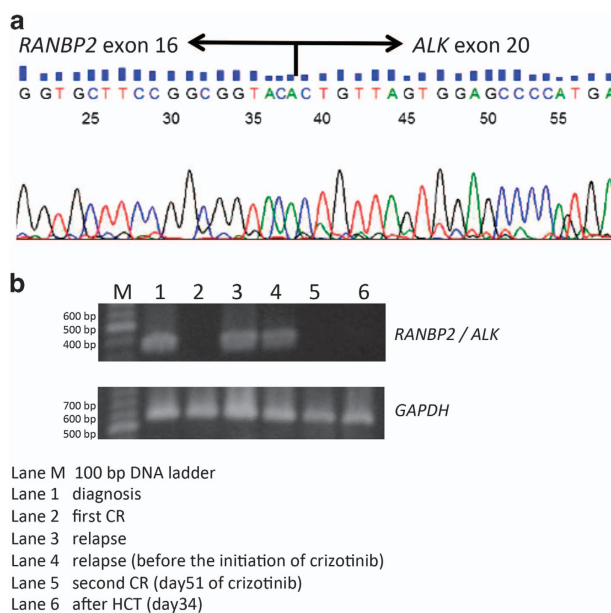 a
RANBP2 exon 16 ALK exon 20
G G T G C T T C C G G C G G T A C A C T G T T A G T G G A G C C C C A T G A
25 30 35 40 45 50 55
b
M 1 2 3 4 5 6
600 bp
500 bp
400 bp
RANBP2 / ALK
700 bp
600 bp
500 bp
GAPDH
Lane M 100 bp DNA ladder
Lane 1 diagnosis
Lane 2 first CR
Lane 3 relapse
Lane 4 relapse (before the initiation of crizotinib)
Lane 5 second CR (day51 of crizotinib)
Lane 6 after HCT (day34)